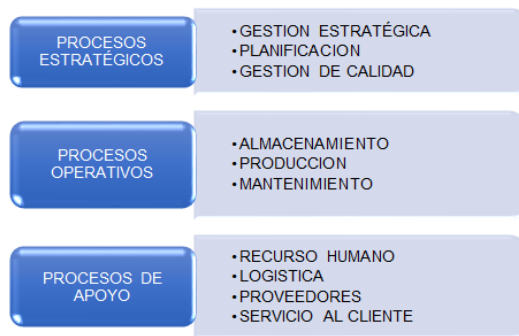 PROCESOS
ESTRATÉGICOS
•GESTION ESTRATÉGICA
•PLANIFICACION
•GESTION DE CALIDAD
PROCESOS
OPERATIVOS
•ALMACENAMIENTO
•PRODUCCION
•MANTENIMIENTO
PROCESOS DE
APOYO
•RECURSO HUMANO
•LOGISTICA
•PROVEEDORES
•SERVICIO AL CLIENTE